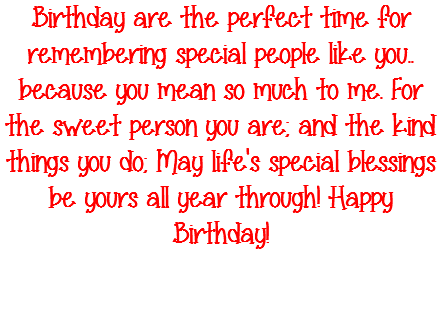 Birthday are the perfect time for
remembering special people like you..
because you mean so much to me. For
the sweet person you are; and the kind
things you do; May life's special blessings
be yours all year through! Happy
Birthday!